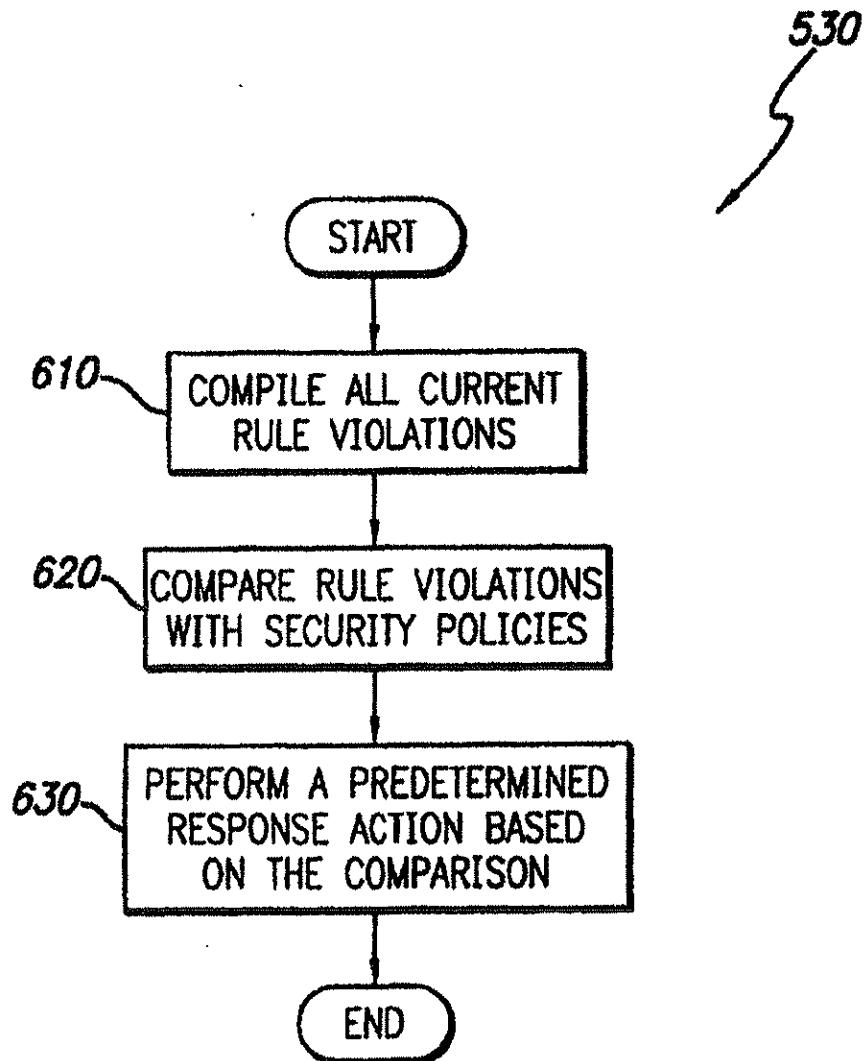 530
START
610
COMPILE ALL CURRENT
RULE VIOLATIONS
620
COMPARE RULE VIOLATIONS
WITH SECURITY POLICIES
630
PERFORM A PREDETERMINED
RESPONSE ACTION BASED
ON THE COMPARISON
END